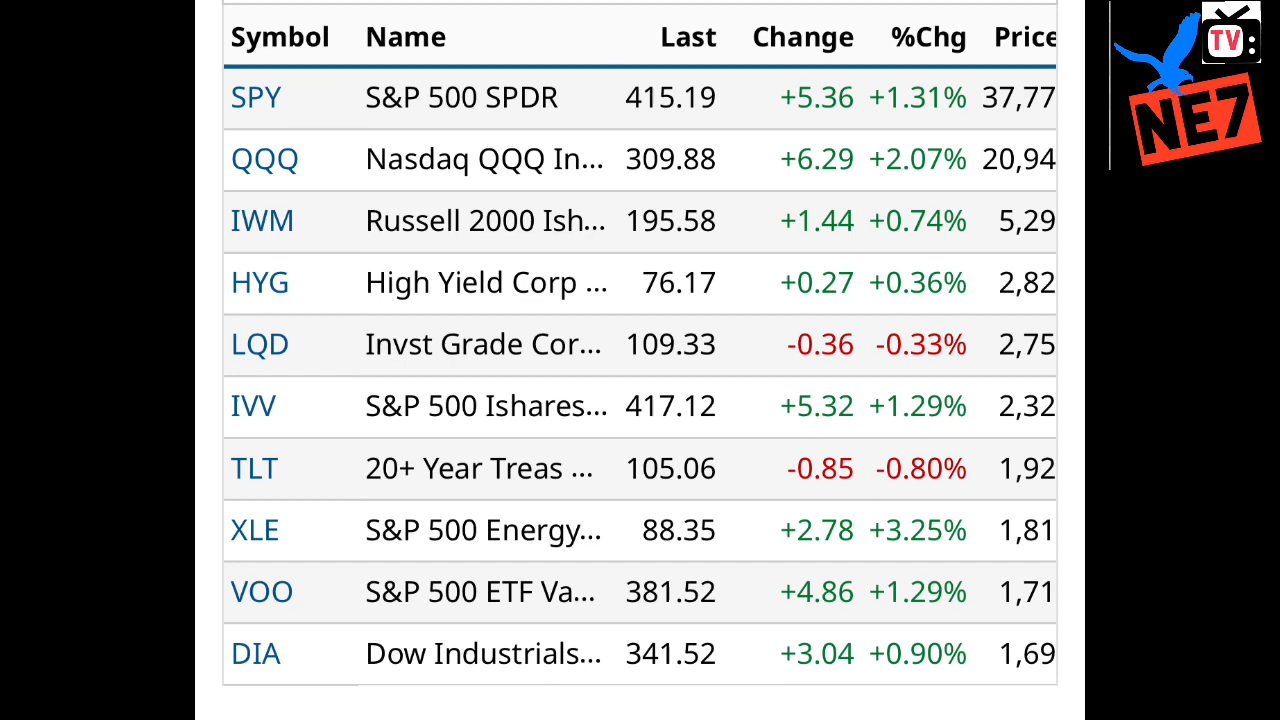 Symbol Name Last Change %Chg Price
SPY S&P 500 SPDR 415.19 +5.36 +1.31% 37,77
QQQ Nasdaq QQQ In... 309.88 +6.29 +2.07% 20,94
IWM Russell 2000 Ish... 195.58 +1.44 +0.74% 5,29
HYG High Yield Corp ... 76.17 +0.27 +0.36% 2,82
LQD Invst Grade Cor... 109.33 -0.36 -0.33% 2,75
IVV S&P 500 Ishares... 417.12 +5.32 +1.29% 2,32
TLT 20+ Year Treas ... 105.06 -0.85 -0.80% 1,92
XLE S&P 500 Energy... 88.35 +2.78 +3.25% 1,81
VOO S&P 500 ETF Va... 381.52 +4.86 +1.29% 1,71
DIA Dow Industrials... 341.52 +3.04 +0.90% 1,69
TV
NE7